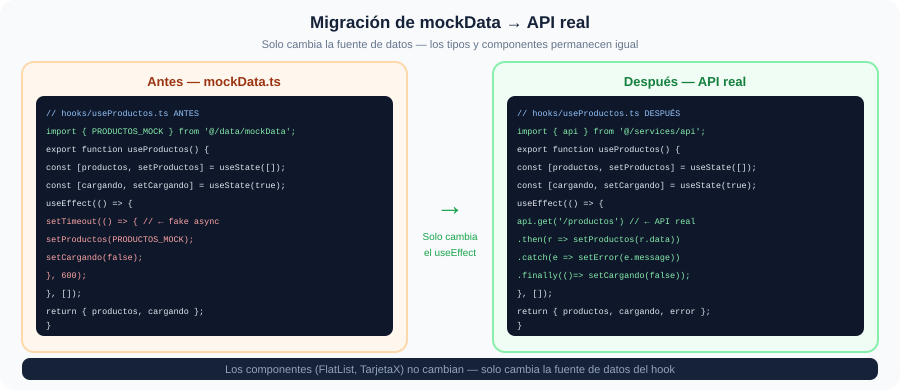 Migración de mockData → API real
Solo cambia la fuente de datos — los tipos y componentes permanecen igual
Antes — mockData.ts
// hooks/useProductos.ts ANTES
import { PRODUCTOS_MOCK } from '@/data/mockData';
export function useProductos() {
const [productos, setProductos] = useState([]);
const [cargando, setCargando] = useState(true);
useEffect(() => {
setTimeout(() => { // ← fake async
setProductos(PRODUCTOS_MOCK);
setCargando(false);
}, 600);
}, []);
return { productos, cargando };
}
→
Solo cambia
el useEffect
Después — API real
// hooks/useProductos.ts DESPUÉS
import { api } from '@/services/api';
export function useProductos() {
const [productos, setProductos] = useState([]);
const [cargando, setCargando] = useState(true);
useEffect(() => {
api.get('/productos') // ← API real
.then(r => setProductos(r.data))
.catch(e => setError(e.message))
.finally(()=> setCargando(false));
}, []);
return { productos, cargando, error };
}
Los componentes (FlatList, TarjetaX) no cambian — solo cambia la fuente de datos del hook